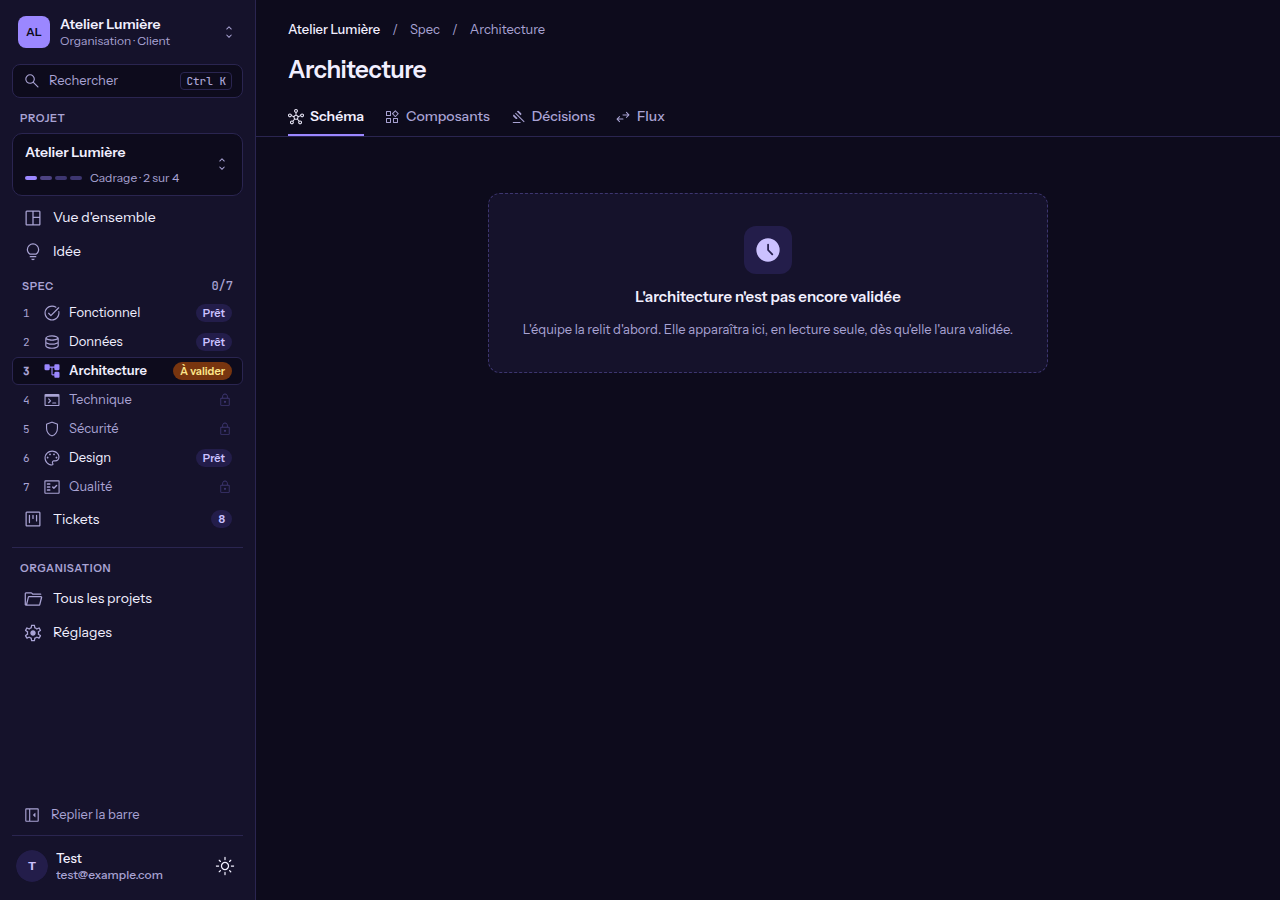 AL
Atelier Lumière
Organisation · Client
Rechercher
Ctrl K
PROJET
Atelier Lumière
Cadrage · 2 sur 4
Vue d'ensemble
Idée
SPEC 0/7
1 Fonctionnel Prêt
2 Données Prêt
3 Architecture À valider
4 Technique
5 Sécurité
6 Design Prêt
7 Qualité
Tickets 8
ORGANISATION
Tous les projets
Réglages
Replier la barre
T
Test
test@example.com
Atelier Lumière / Spec / Architecture
Architecture
Schéma Composants Décisions Flux
L'architecture n'est pas encore validée
L'équipe la relit d'abord. Elle apparaîtra ici, en lecture seule, dès qu'elle l'aura validée.